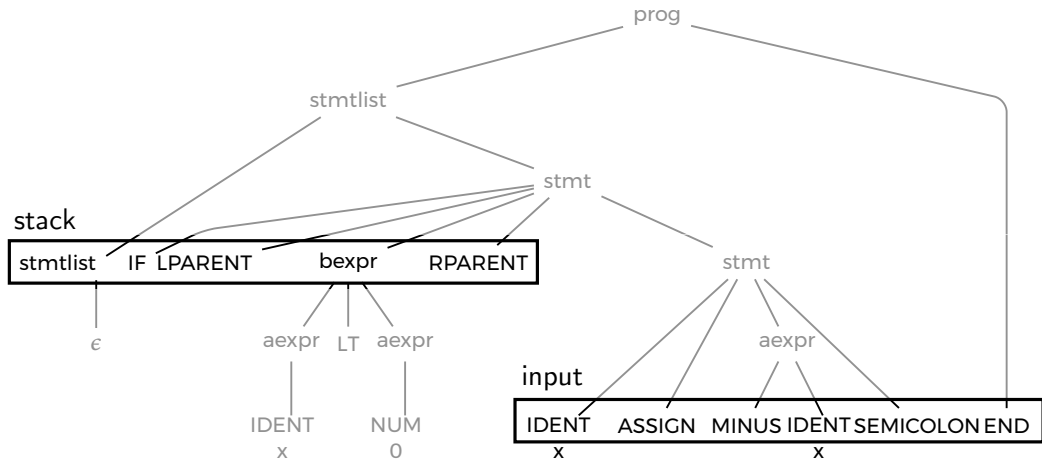 prog
stmtlist
stmt
stack
stmtlist IF LPARENT bexpr RPARENT
stmt
ϵ aexpr LT aexpr aexpr
input
IDENT NUM IDENT ASSIGN MINUS IDENT SEMICOLON END
x 0 x x